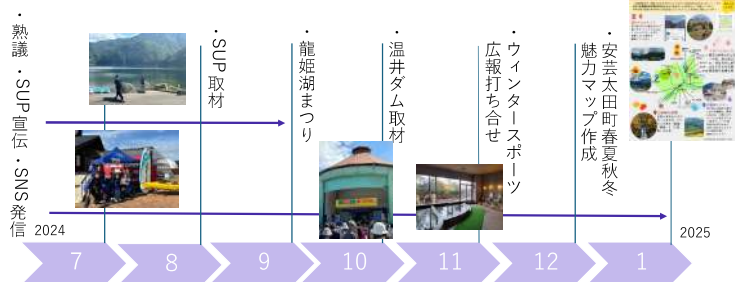 ・熟議・SUP宣伝・SNS発信
・SUP取材
・龍姫湖まつり
・温井ダム取材
・ウィンタースポーツ
広報打ち合せ
・安芸太田町春夏秋冬
魅力マップ作成
2024
2025
7
8
9
10
11
12
1